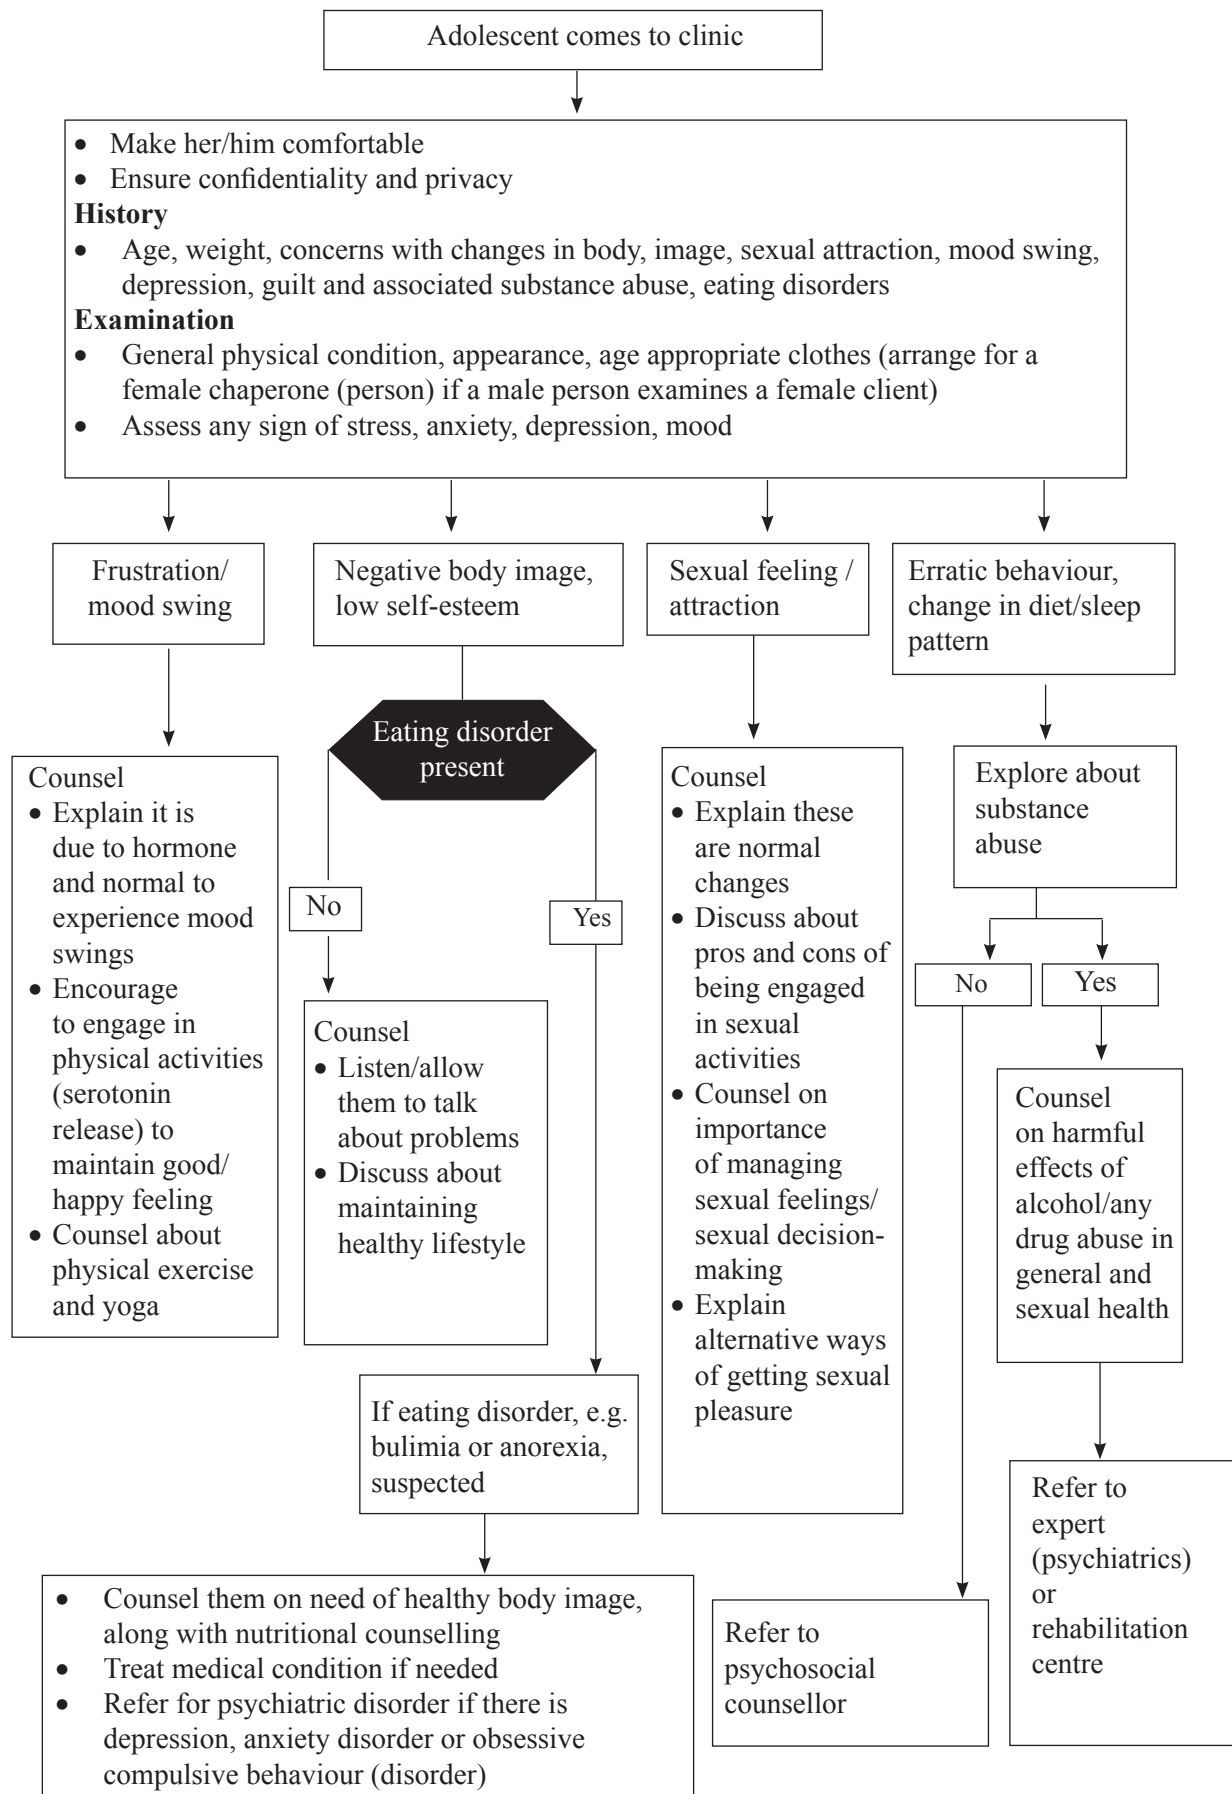 Adolescent comes to clinic
• Make her/him comfortable
• Ensure confidentiality and privacy
History
• Age, weight, concerns with changes in body, image, sexual attraction, mood swing,
depression, guilt and associated substance abuse, eating disorders
Examination
• General physical condition, appearance, age appropriate clothes (arrange for a
female chaperone (person) if a male person examines a female client)
• Assess any sign of stress, anxiety, depression, mood
Frustration/
mood swing
Negative body image,
low self-esteem
Sexual feeling /
attraction
Erratic behaviour,
change in diet/sleep
pattern
Counsel
• Explain it is
due to hormone
and normal to
experience mood
swings
• Encourage
to engage in
physical activities
(serotonin
release) to
maintain good/
happy feeling
• Counsel about
physical exercise
and yoga
Eating disorder
present
No
Yes
Counsel
• Listen/allow
them to talk
about problems
• Discuss about
maintaining
healthy lifestyle
If eating disorder, e.g.
bulimia or anorexia,
suspected
• Counsel them on need of healthy body image,
along with nutritional counselling
• Treat medical condition if needed
• Refer for psychiatric disorder if there is
depression, anxiety disorder or obsessive
compulsive behaviour (disorder)
Counsel
• Explain these
are normal
changes
• Discuss about
pros and cons of
being engaged
in sexual
activities
• Counsel on
importance
of managing
sexual feelings/
sexual decision-
making
• Explain
alternative ways
of getting sexual
pleasure
Explore about
substance
abuse
No
Yes
Refer to
psychosocial
counsellor
Counsel
on harmful
effects of
alcohol/any
drug abuse in
general and
sexual health
Refer to
expert
(psychiatrics)
or
rehabilitation
centre